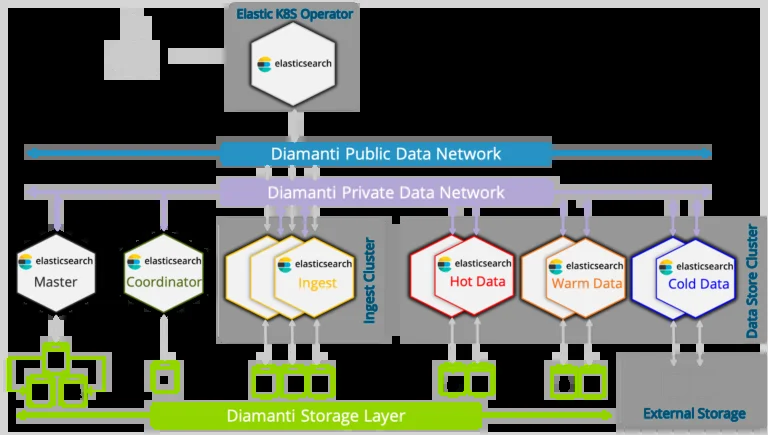 Elastic K8S Operator
elasticsearch
Diamanti Public Data Network
Diamanti Private Data Network
elasticsearch
Master
elasticsearch
Coordinator
elasticsearch
Ingest
Ingest Cluster
elasticsearch
Hot Data
elasticsearch
Warm Data
elasticsearch
Cold Data
Data Store Cluster
Diamanti Storage Layer
External Storage